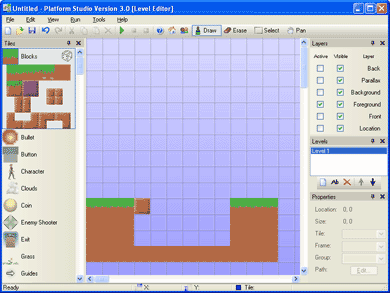 Untitled - Platform Studio Version 3.0 [Level Editor]
File Edit View Run Tools Help
Draw Erase Select Pan
Tiles
Blocks
Bullet
Button
Character
Clouds
Coin
Enemy Shooter
Exit
Grass
Guides
Layers
Active Visible Layer
Back
Parallax
Background
Foreground
Front
Location
Levels
Level 1
Ab
Properties
Location: 0, 0
Size: 0, 0
Tile:
Frame:
Group:
Path: Edit...
Ready X: Y: Tile: